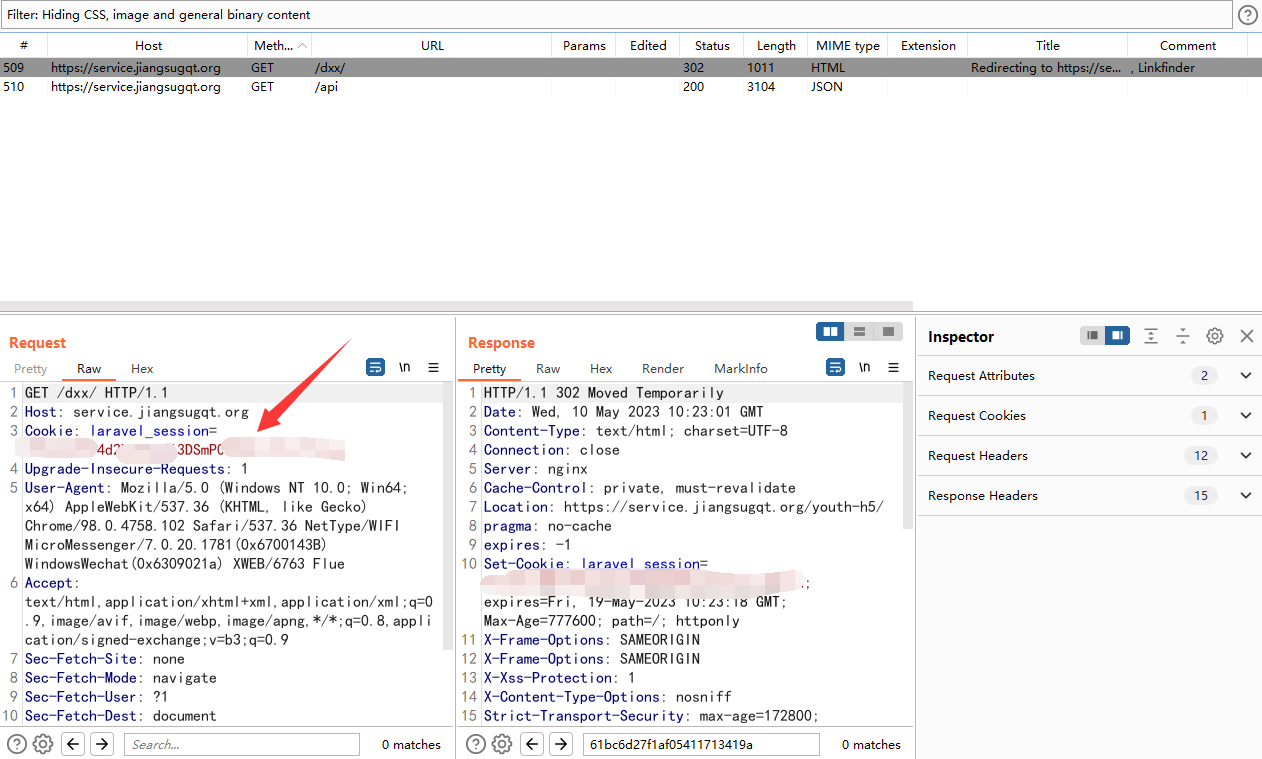 Filter: Hiding CSS, image and general binary content
# Host Meth... URL Params Edited Status Length MIME type Extension Title Comment
509 https://service.jiangsugqt.org GET /dxx/ 302 1011 HTML Redirecting to https://se... , Linkfinder
510 https://service.jiangsugqt.org GET /api 200 3104 JSON
Request
Pretty Raw Hex \n
1 GET /dxx/ HTTP/1.1
2 Host: service.jiangsugqt.org
3 Cookie: laravel_session=
4 Upgrade-Insecure-Requests: 1
5 User-Agent: Mozilla/5.0 (Windows NT 10.0; Win64;
x64) AppleWebKit/537.36 (KHTML, like Gecko)
Chrome/98.0.4758.102 Safari/537.36 NetType/WIFI
MicroMessenger/7.0.20.1781(0x6700143B)
WindowsWechat(0x6309021a) XWEB/6763 Flue
6 Accept:
text/html,application/xhtml+xml,application/xml;q=0
.9,image/avif,image/webp,image/apng,*/*;q=0.8,appli
cation/signed-exchange;v=b3;q=0.9
7 Sec-Fetch-Site: none
8 Sec-Fetch-Mode: navigate
9 Sec-Fetch-User: ?1
10 Sec-Fetch-Dest: document
Search...
0 matches
Response
Pretty Raw Hex Render MarkInfo \n
1 HTTP/1.1 302 Moved Temporarily
2 Date: Wed, 10 May 2023 10:23:01 GMT
3 Content-Type: text/html; charset=UTF-8
4 Connection: close
5 Server: nginx
6 Cache-Control: private, must-revalidate
7 Location: https://service.jiangsugqt.org/youth-h5/
8 pragma: no-cache
9 expires: -1
10 Set-Cookie: laravel_session=
;
expires=Fri, 19-May-2023 10:23:18 GMT;
Max-Age=777600; path=/; httponly
11 X-Frame-Options: SAMEORIGIN
12 X-Frame-Options: SAMEORIGIN
13 X-Xss-Protection: 1
14 X-Content-Type-Options: nosniff
15 Strict-Transport-Security: max-age=172800;
61bc6d27f1af05411713419a
0 matches
Inspector
Request Attributes 2
Request Cookies 1
Request Headers 12
Response Headers 15